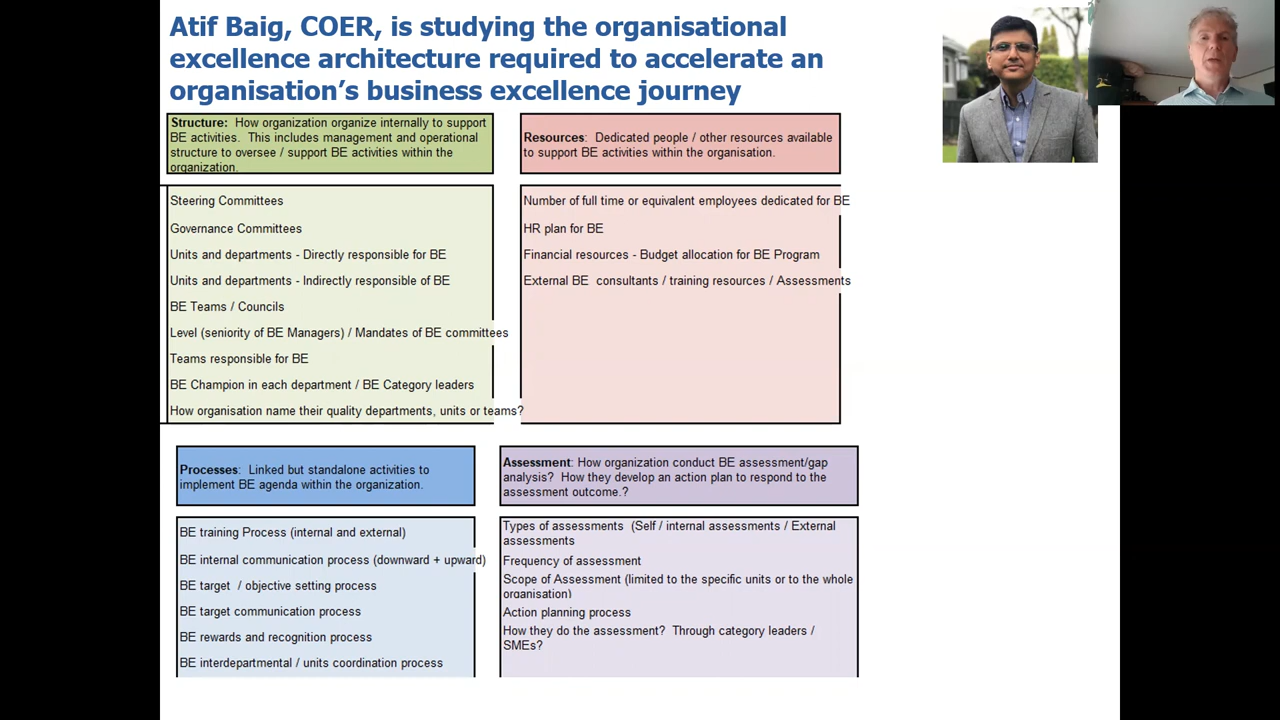 Atif Baig, COER, is studying the organisational
excellence architecture required to accelerate an
organisation's business excellence journey
Structure:  How organization organize internally to support
BE activities.  This includes management and operational
structure to oversee / support BE activities within the
organization.
Resources:  Dedicated people / other resources available
to support BE activities within the organisation.
Steering Committees
Governance Committees
Units and departments - Directly responsible for BE
Units and departments - Indirectly responsible of BE
BE Teams / Councils
Level (seniority of BE Managers) / Mandates of BE committees
Teams responsible for BE
BE Champion in each department / BE Category leaders
How organisation name their quality departments, units or teams?
Number of full time or equivalent employees dedicated for BE
HR plan for BE
Financial resources - Budget allocation for BE Program
External BE  consultants / training resources / Assessments
Processes:  Linked but standalone activities to
implement BE agenda within the organization.
Assessment: How organization conduct BE assessment/gap
analysis?  How they develop an action plan to respond to the
assessment outcome.?
BE training Process (internal and external)
BE internal communication process (downward + upward)
BE target  / objective setting process
BE target communication process
BE rewards and recognition process
BE interdepartmental / units coordination process
Types of assessments  (Self / internal assessments / External
assessments
Frequency of assessment
Scope of Assessment (limited to the specific units or to the whole
organisation)
Action planning process
How they do the assessment?  Through category leaders /
SMEs?